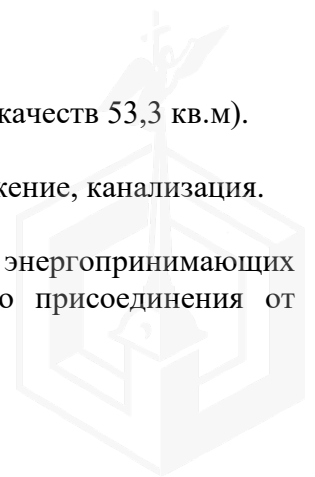 качеств 53,3 кв.м).
жение, канализация.
энергопринимающих
о присоединения от